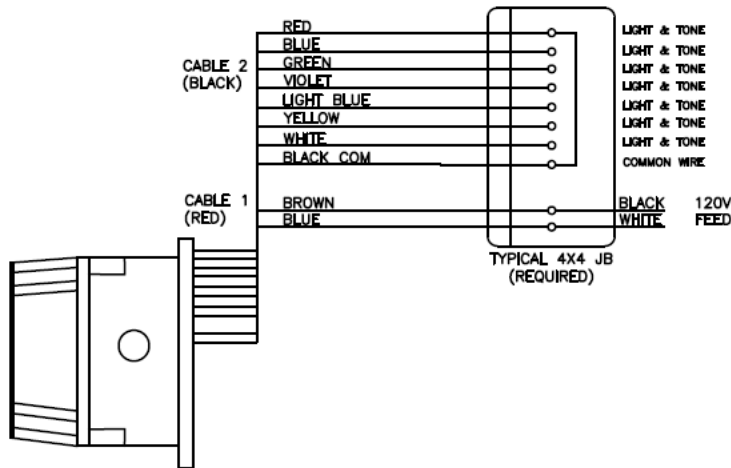 RED LIGHT & TONE
BLUE LIGHT & TONE
CABLE 2 GREEN LIGHT & TONE
(BLACK) VIOLET LIGHT & TONE
LIGHT BLUE LIGHT & TONE
YELLOW LIGHT & TONE
WHITE LIGHT & TONE
BLACK COM COMMON WIRE
CABLE 1 BROWN BLACK 120V
(RED) BLUE WHITE FEED
TYPICAL 4X4 JB
(REQUIRED)